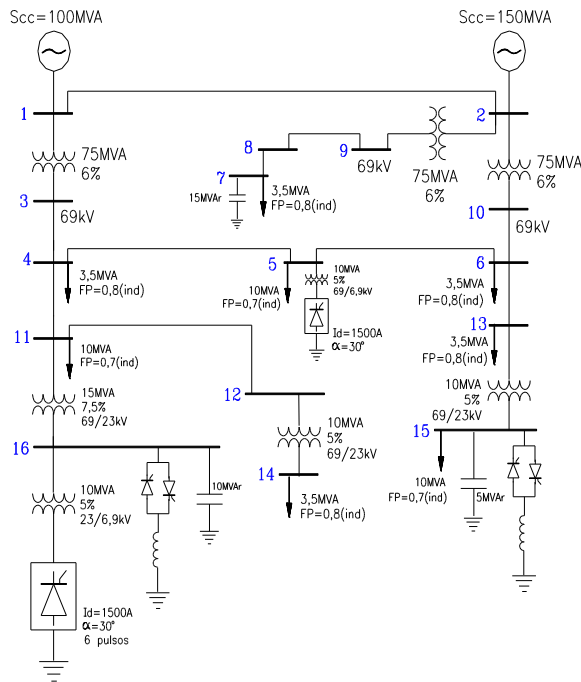 Scc=100MVA
Scc=150MVA
1
2
75MVA
6%
8
9
69kV
7
15MVAr
3,5MVA
FP=0,8(ind)
75MVA
6%
75MVA
6%
3
69kV
10
69kV
4
3,5MVA
FP=0,8(ind)
5
10MVA
FP=0,7(ind)
10MVA
5%
69/6,9kV
Id=1500A
α=30°
6
3,5MVA
FP=0,8(ind)
11
10MVA
FP=0,7(ind)
13
3,5MVA
FP=0,8(ind)
15MVA
7,5%
69/23kV
12
10MVA
5%
69/23kV
10MVA
5%
69/23kV
16
14
3,5MVA
FP=0,8(ind)
15
10MVA
FP=0,7(ind)
5MVAr
10MVA
5%
23/6,9kV
10MVAr
Id=1500A
α=30°
6 pulsos